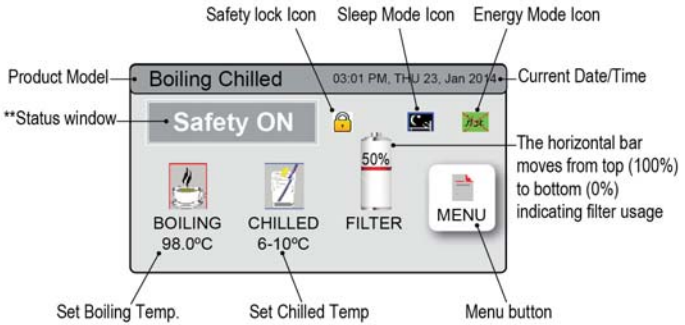 Safety lock Icon
Sleep Mode Icon
Energy Mode Icon
Product Model
Boiling Chilled
03:01 PM, THU 23, Jan 2014
Current Date/Time
**Status window
Safety ON
50%
The horizontal bar
moves from top (100%)
to bottom (0%)
indicating filter usage
BOILING
98.0ºC
CHILLED
6-10ºC
FILTER
MENU
Set Boiling Temp.
Set Chilled Temp
Menu button